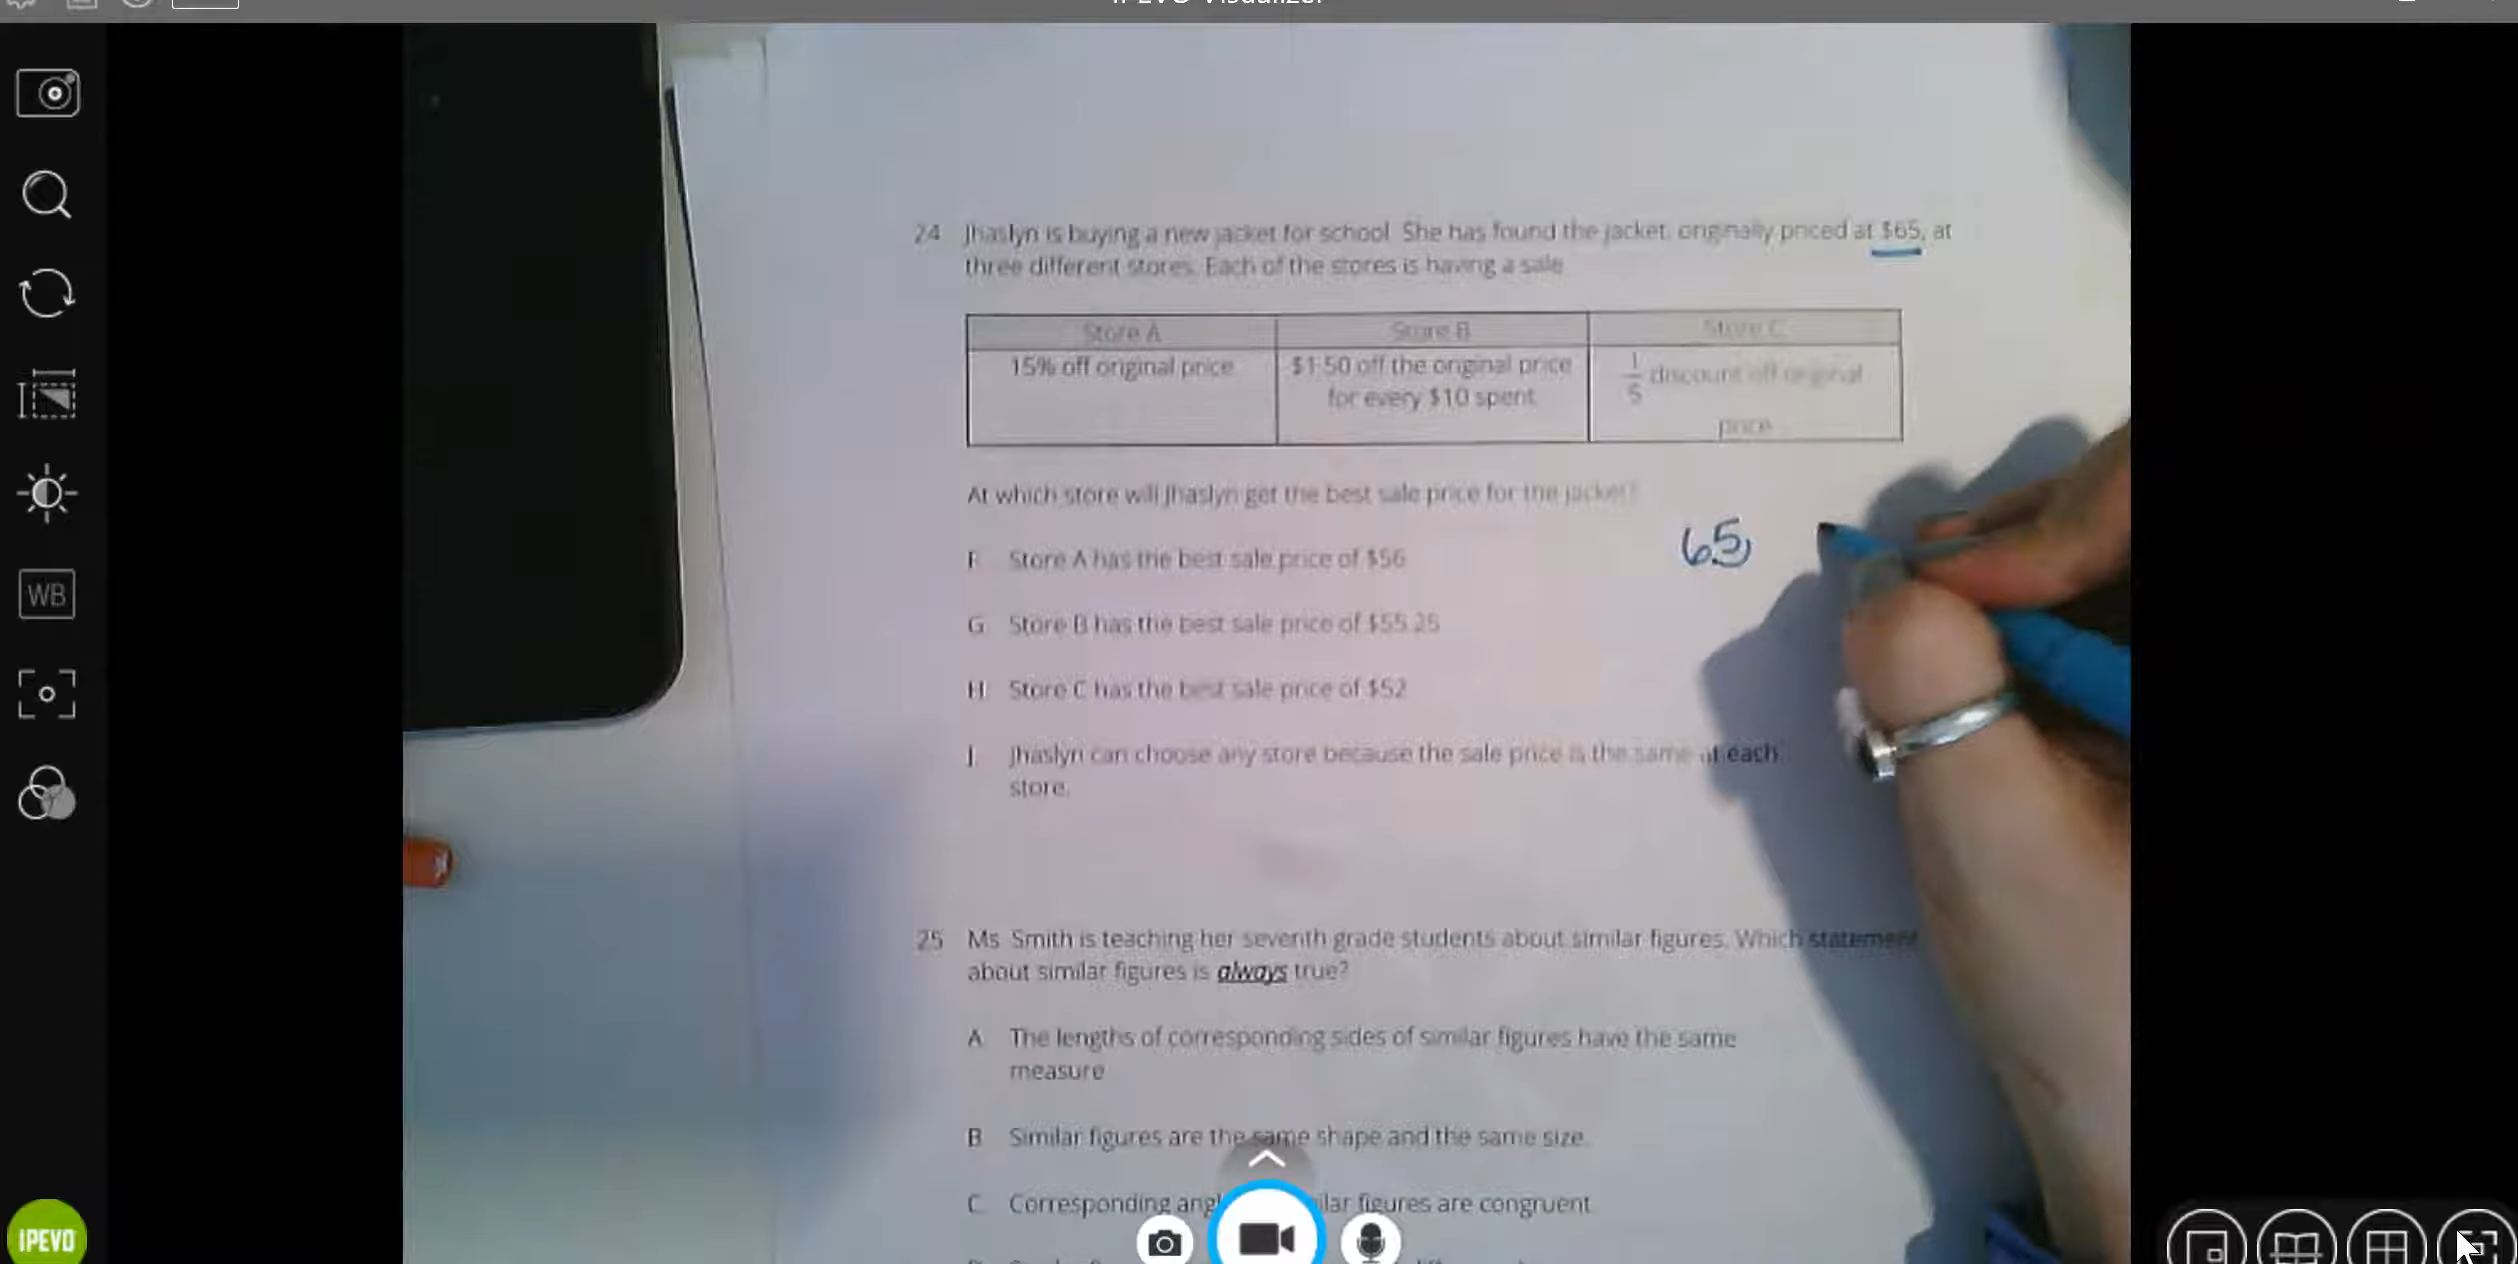 IPEVO Visualizer
24 Jhaslyn is buying a new jacket for school. She has found the jacket, originally priced at $65, at
three different stores. Each of the stores is having a sale
Store A Store B Store C
15% off original price $1.50 off the original price 1/5 discount off original
for every $10 spent price
At which store will Jhaslyn get the best sale price for the jacket?
65,
F Store A has the best sale price of $56
G Store B has the best sale price of $55.25
H Store C has the best sale price of $52
J Jhaslyn can choose any store because the sale price is the same at each
store.
25 Ms. Smith is teaching her seventh grade students about similar figures. Which statement
about similar figures is always true?
A The lengths of corresponding sides of similar figures have the same
measure
B Similar figures are the same shape and the same size.
C Corresponding angl ilar figures are congruent
WB
iPEVO